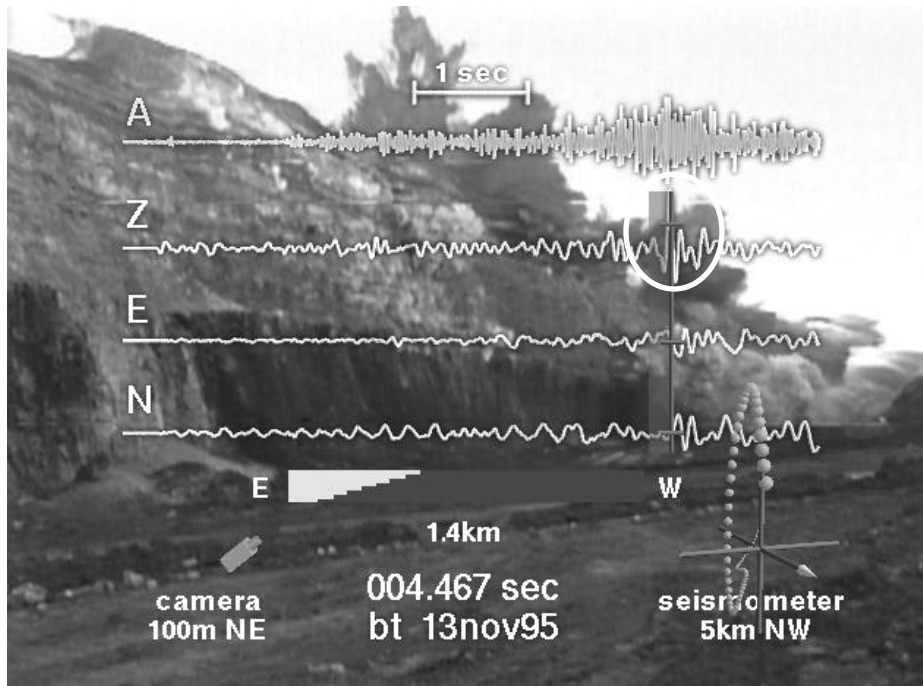 1 sec
A
Z
E
N
E W
1.4km
004.467 sec
bt 13nov95
camera
100m NE
seismometer
5km NW